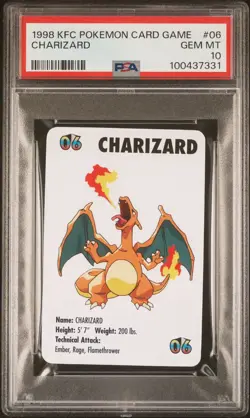 1998 KFC POKEMON CARD GAME #06
CHARIZARD GEM MT
10
PSA 100437331
06 CHARIZARD
Name: CHARIZARD
Height: 5' 7" Weight: 200 lbs.
Technical Attack:
Ember, Rage, Flamethrower
06